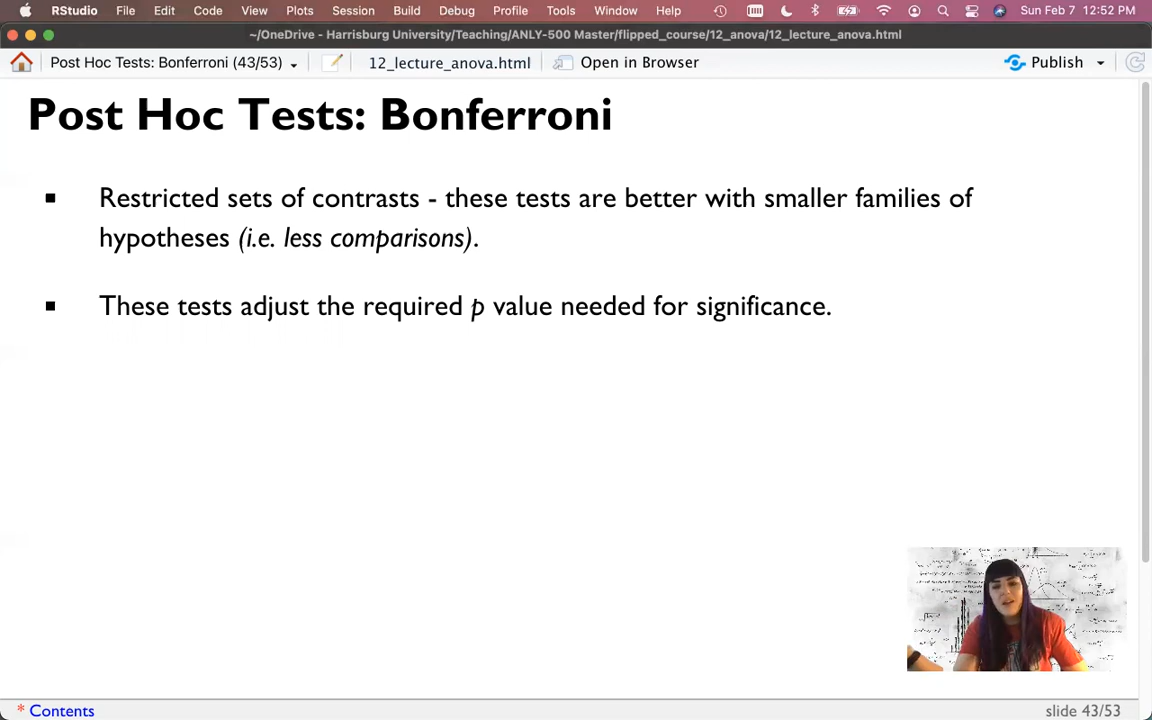 RStudio File Edit Code View Plots Session Build Debug Profile Tools Window Help Sun Feb 7 12:52 PM
~/OneDrive - Harrisburg University/Teaching/ANLY-500 Master/flipped_course/12_anova/12_lecture_anova.html
Post Hoc Tests: Bonferroni (43/53) 12_lecture_anova.html Open in Browser Publish
Post Hoc Tests: Bonferroni
Restricted sets of contrasts - these tests are better with smaller families of
hypotheses (i.e. less comparisons).
These tests adjust the required p value needed for significance.
* Contents slide 43/53